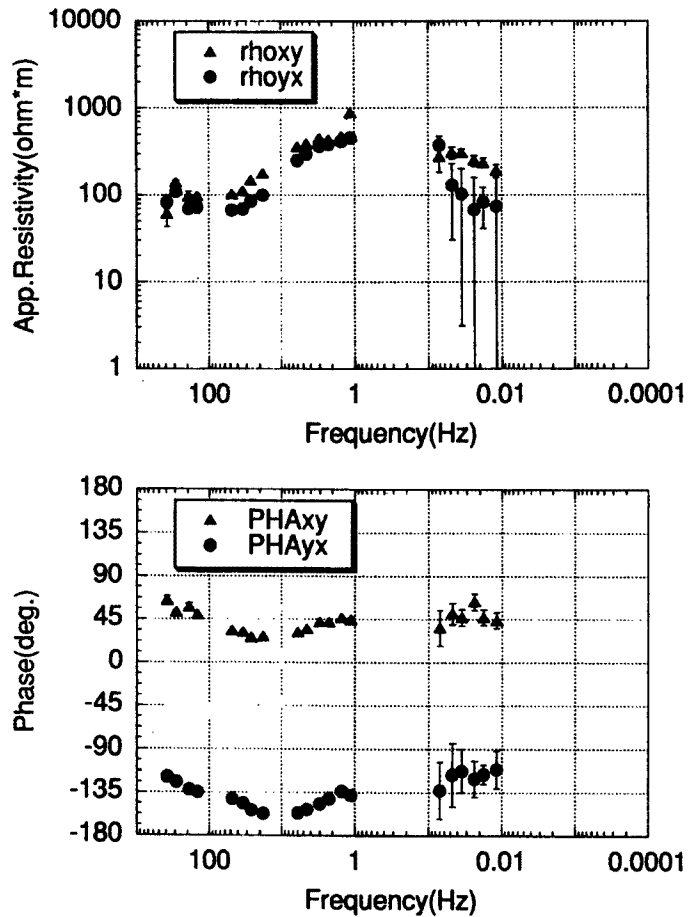 10000
1000
100
10
1
App.Resistivity(ohm*m)
rhoxy
rhoyx
100
1
0.01
0.0001
Frequency(Hz)
180
135
90
45
0
-45
-90
-135
-180
Phase(deg.)
PHAxy
PHAyx
100
1
0.01
0.0001
Frequency(Hz)